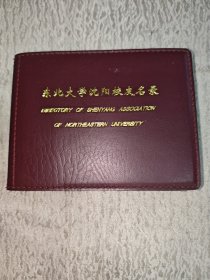 东北大学沈阳校友名录
DIRECTORY OF SHENYANG ASSOCIATION
OF NORTHEASTERN UNIVERSITY